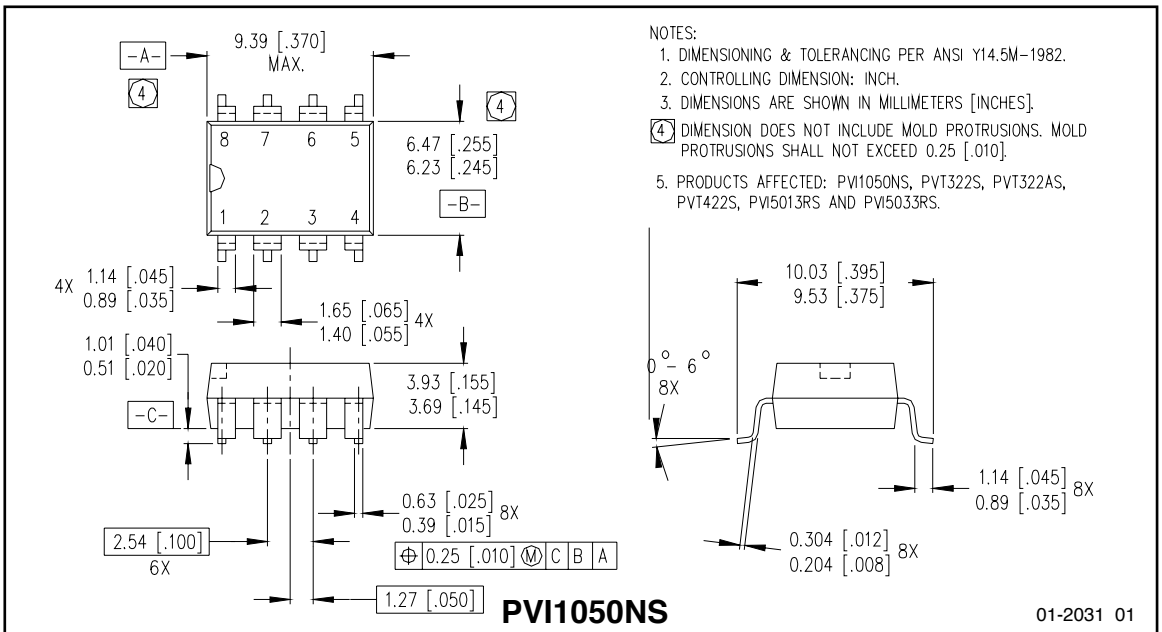 9.39 [.370]
MAX.
-A-
4
4
8 7 6 5
1 2 3 4
6.47 [.255]
6.23 [.245]
-B-
4X 1.14 [.045]
0.89 [.035]
1.65 [.065]
1.40 [.055]
4X
1.01 [.040]
0.51 [.020]
-C-
3.93 [.155]
3.69 [.145]
0.63 [.025]
0.39 [.015]
8X
2.54 [.100]
6X
⌖ 0.25 [.010] Ⓜ C B A
1.27 [.050]
NOTES:
1. DIMENSIONING & TOLERANCING PER ANSI Y14.5M-1982.
2. CONTROLLING DIMENSION: INCH.
3. DIMENSIONS ARE SHOWN IN MILLIMETERS [INCHES].
4 DIMENSION DOES NOT INCLUDE MOLD PROTRUSIONS. MOLD
PROTRUSIONS SHALL NOT EXCEED 0.25 [.010].
5. PRODUCTS AFFECTED: PVI1050NS, PVT322S, PVT322AS,
PVT422S, PVI5013RS AND PVI5033RS.
10.03 [.395]
9.53 [.375]
0°- 6°
8X
1.14 [.045]
0.89 [.035]
8X
0.304 [.012]
0.204 [.008]
8X
PVI1050NS
01-2031 01